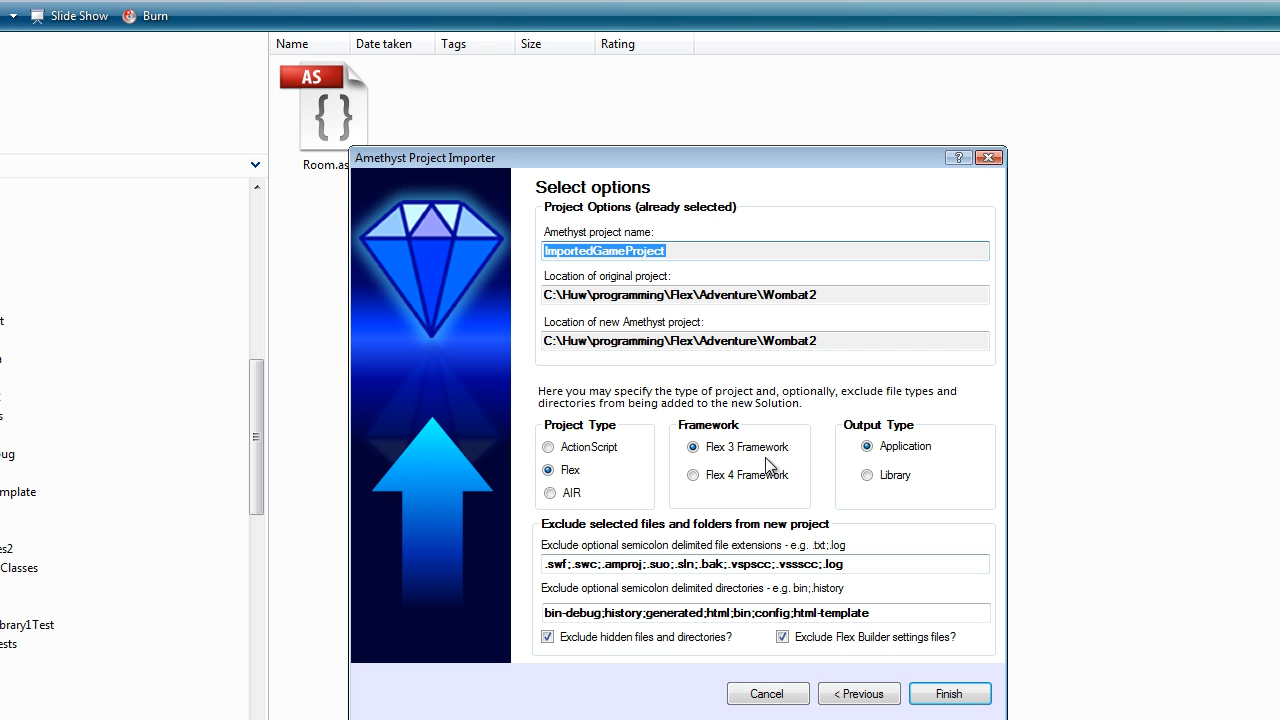 Slide Show Burn
Name Date taken Tags Size Rating
AS
{ }
Room.as
Amethyst Project Importer
Select options
Project Options (already selected)
Amethyst project name:
ImportedGameProject
Location of original project:
C:\Huw\programming\Flex\Adventure\Wombat2
Location of new Amethyst project:
C:\Huw\programming\Flex\Adventure\Wombat2
Here you may specify the type of project and, optionally, exclude file types and
directories from being added to the new Solution.
Project Type Framework Output Type
ActionScript Flex 3 Framework Application
Flex Flex 4 Framework Library
AIR
Exclude selected files and folders from new project
Exclude optional semicolon delimited file extensions - e.g. .txt;.log
.swf;.swc;.amproj;.suo;.sln;.bak;.vspscc;.vssscc;.log
Exclude optional semicolon delimited directories - e.g. bin;.history
bin-debug;history;generated;html;bin;config;html-template
Exclude hidden files and directories? Exclude Flex Builder settings files?
Cancel < Previous Finish
t
a
s
ug
mplate
es2
Classes
brary1Test
ests